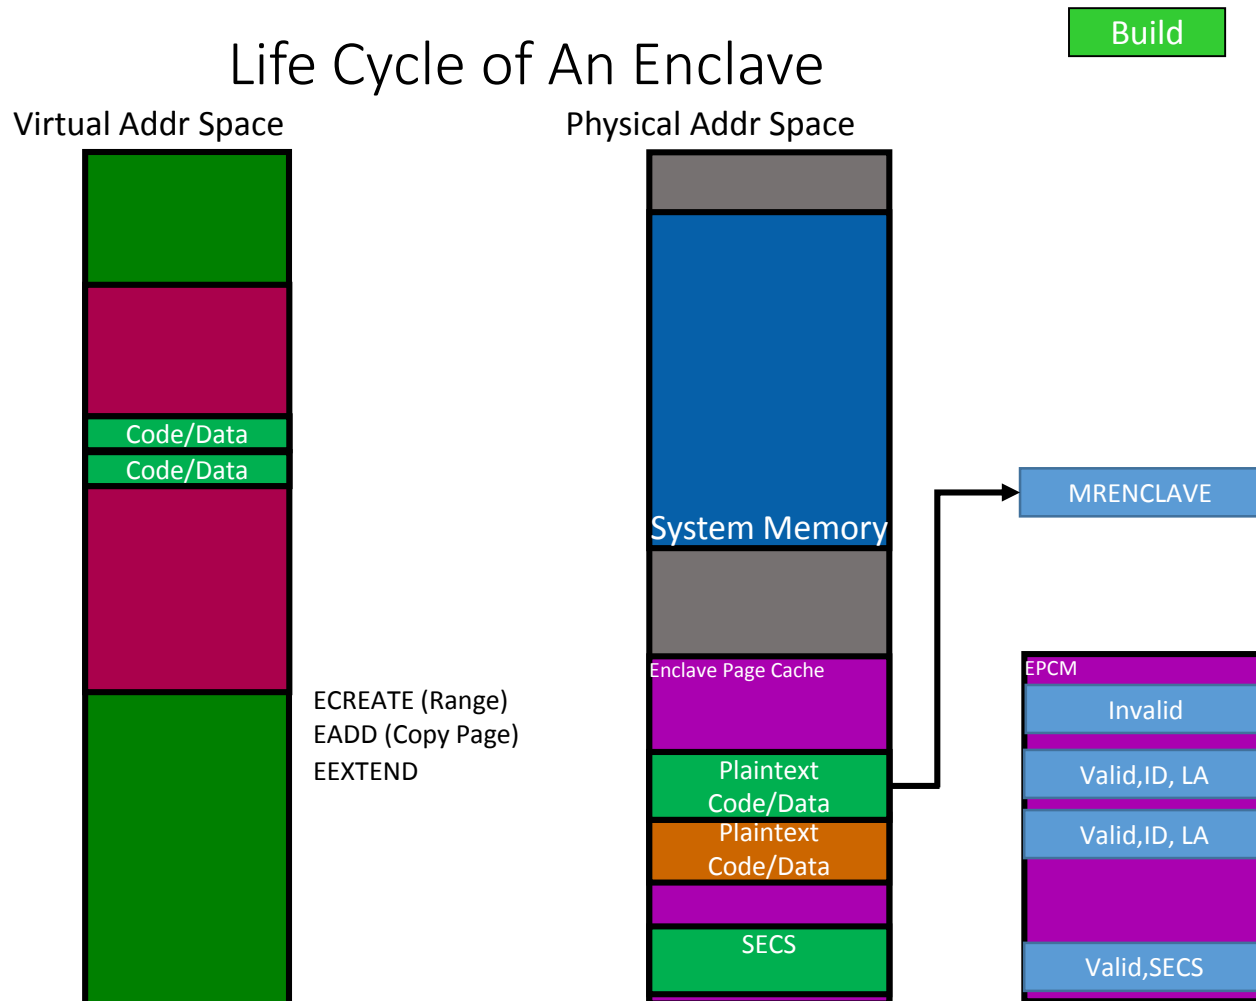 Build
Life Cycle of An Enclave
Virtual Addr Space
Physical Addr Space
Code/Data
Code/Data
System Memory
MRENCLAVE
ECREATE (Range)
EADD (Copy Page)
EEXTEND
Enclave Page Cache
Plaintext
Code/Data
Plaintext
Code/Data
SECS
EPCM
Invalid
Valid,ID, LA
Valid,ID, LA
Valid,SECS